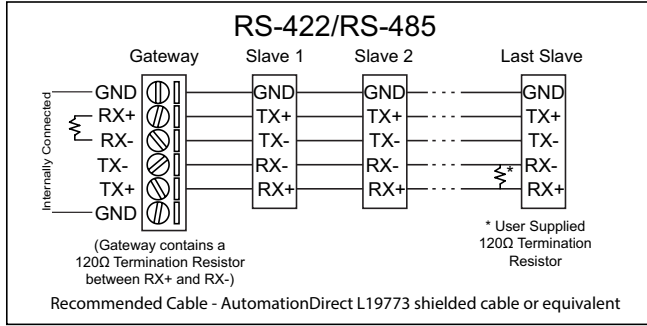 RS-422/RS-485
Gateway Slave 1 Slave 2 Last Slave
Internally Connected
GND GND GND GND
RX+ TX+ TX+ TX+
RX- TX- TX- TX-
TX- RX- RX- RX- *
TX+ RX+ RX+ RX+
GND
(Gateway contains a
120Ω Termination Resistor
between RX+ and RX-)
* User Supplied
120Ω Termination
Resistor
Recommended Cable - AutomationDirect L19773 shielded cable or equivalent